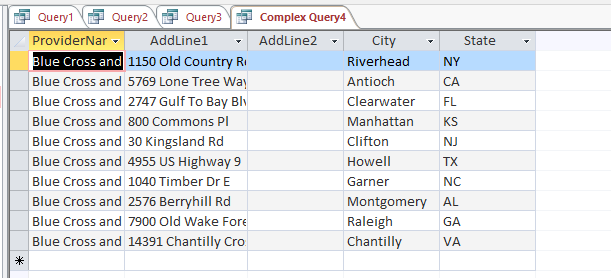 Query1 Query2 Query3 Complex Query4
ProviderNar AddLine1 AddLine2 City State
Blue Cross and 1150 Old Country Re Riverhead NY
Blue Cross and 5769 Lone Tree Way Antioch CA
Blue Cross and 2747 Gulf To Bay Blv Clearwater FL
Blue Cross and 800 Commons Pl Manhattan KS
Blue Cross and 30 Kingsland Rd Clifton NJ
Blue Cross and 4955 US Highway 9 Howell TX
Blue Cross and 1040 Timber Dr E Garner NC
Blue Cross and 2576 Berryhill Rd Montgomery AL
Blue Cross and 7900 Old Wake Fore Raleigh GA
Blue Cross and 14391 Chantilly Cro Chantilly VA